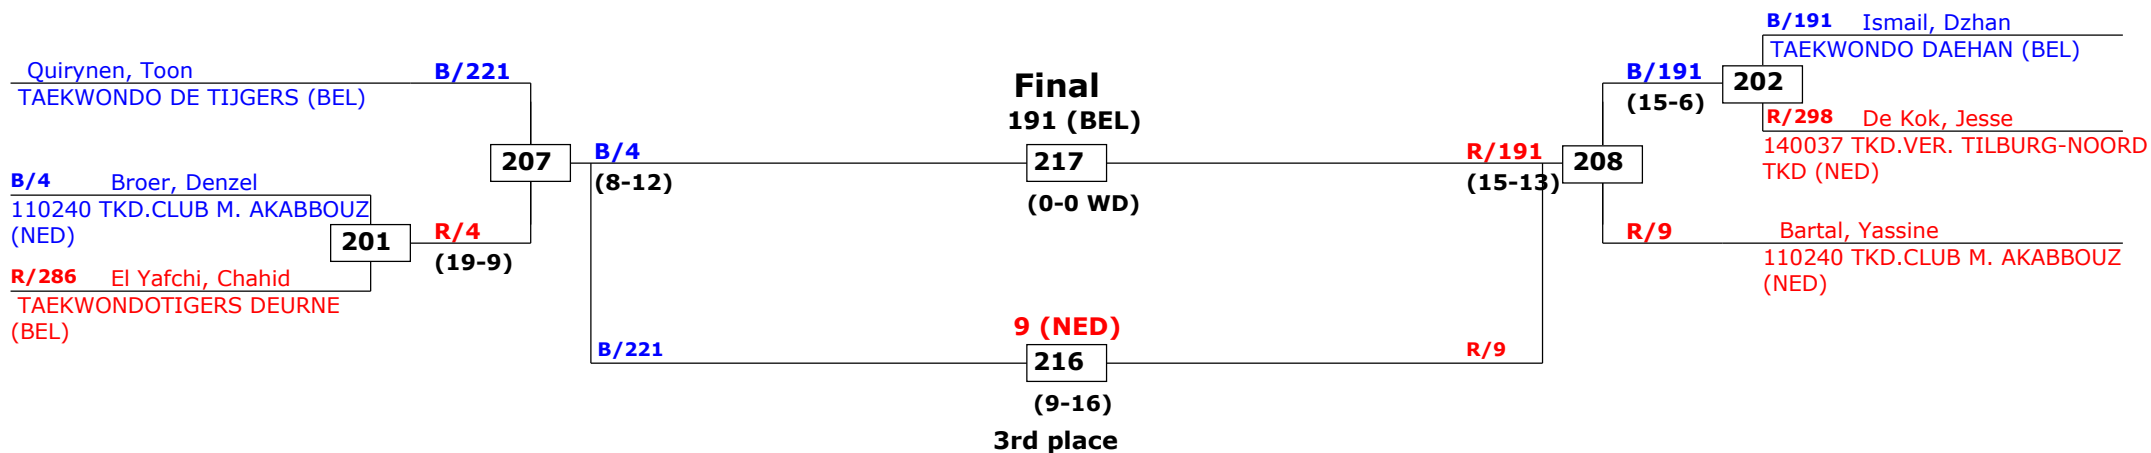 Quirynen, Toon
TAEKWONDO DE TIJGERS (BEL)
B/221
B/4 Broer, Denzel
110240 TKD.CLUB M. AKABBOUZ
(NED)
201
R/286 El Yafchi, Chahid
TAEKWONDOTIGERS DEURNE
(BEL)
R/4
(19-9)
207
B/4
(8-12)
B/221
Final
191 (BEL)
217
(0-0 WD)
9 (NED)
216
(9-16)
3rd place
R/191
(15-13)
R/9
208
B/191
(15-6)
R/9
202
B/191 Ismail, Dzhan
TAEKWONDO DAEHAN (BEL)
R/298 De Kok, Jesse
140037 TKD.VER. TILBURG-NOORD
TKD (NED)
Bartal, Yassine
110240 TKD.CLUB M. AKABBOUZ
(NED)